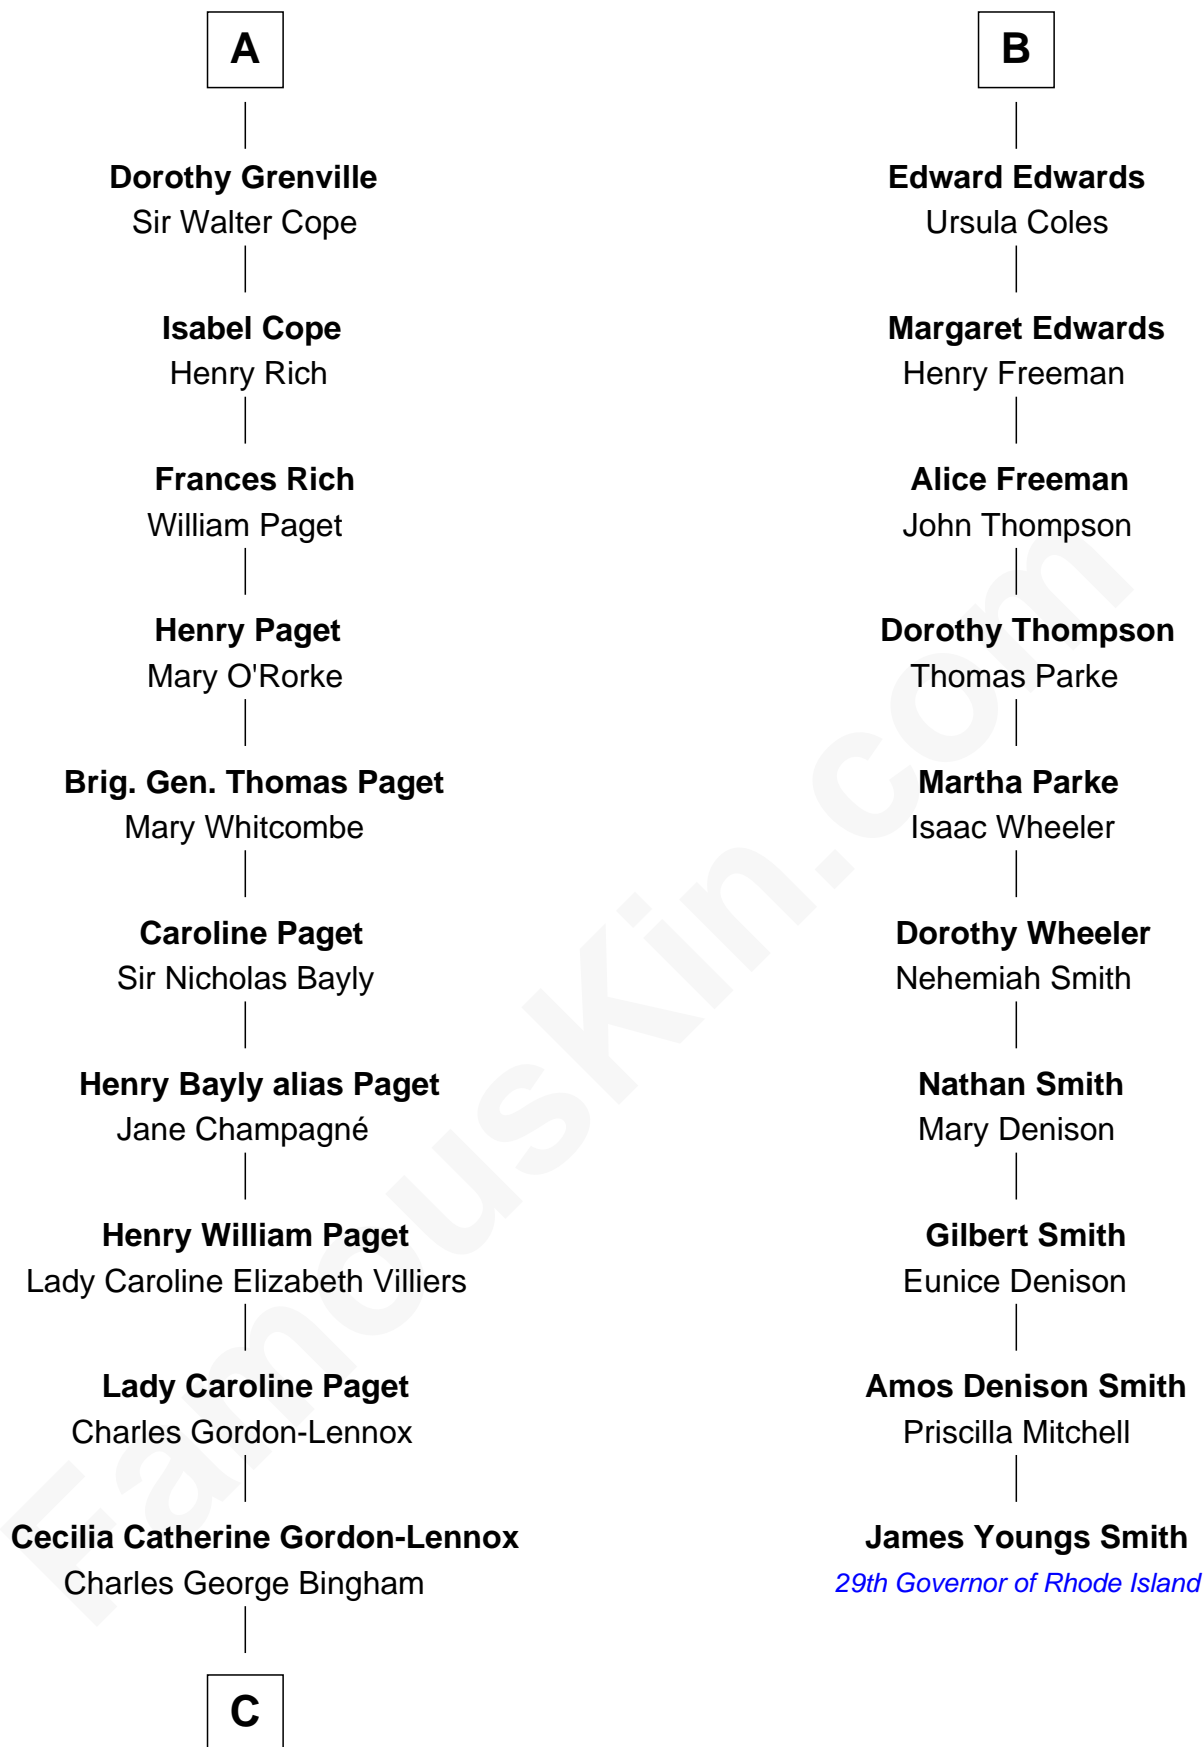 A
Dorothy Grenville
Sir Walter Cope
Isabel Cope
Henry Rich
Frances Rich
William Paget
Henry Paget
Mary O'Rorke
Brig. Gen. Thomas Paget
Mary Whitcombe
Caroline Paget
Sir Nicholas Bayly
Henry Bayly alias Paget
Jane Champagné
Henry William Paget
Lady Caroline Elizabeth Villiers
Lady Caroline Paget
Charles Gordon-Lennox
Cecilia Catherine Gordon-Lennox
Charles George Bingham
C
B
Edward Edwards
Ursula Coles
Margaret Edwards
Henry Freeman
Alice Freeman
John Thompson
Dorothy Thompson
Thomas Parke
Martha Parke
Isaac Wheeler
Dorothy Wheeler
Nehemiah Smith
Nathan Smith
Mary Denison
Gilbert Smith
Eunice Denison
Amos Denison Smith
Priscilla Mitchell
James Youngs Smith
29th Governor of Rhode Island
FamousKin.com